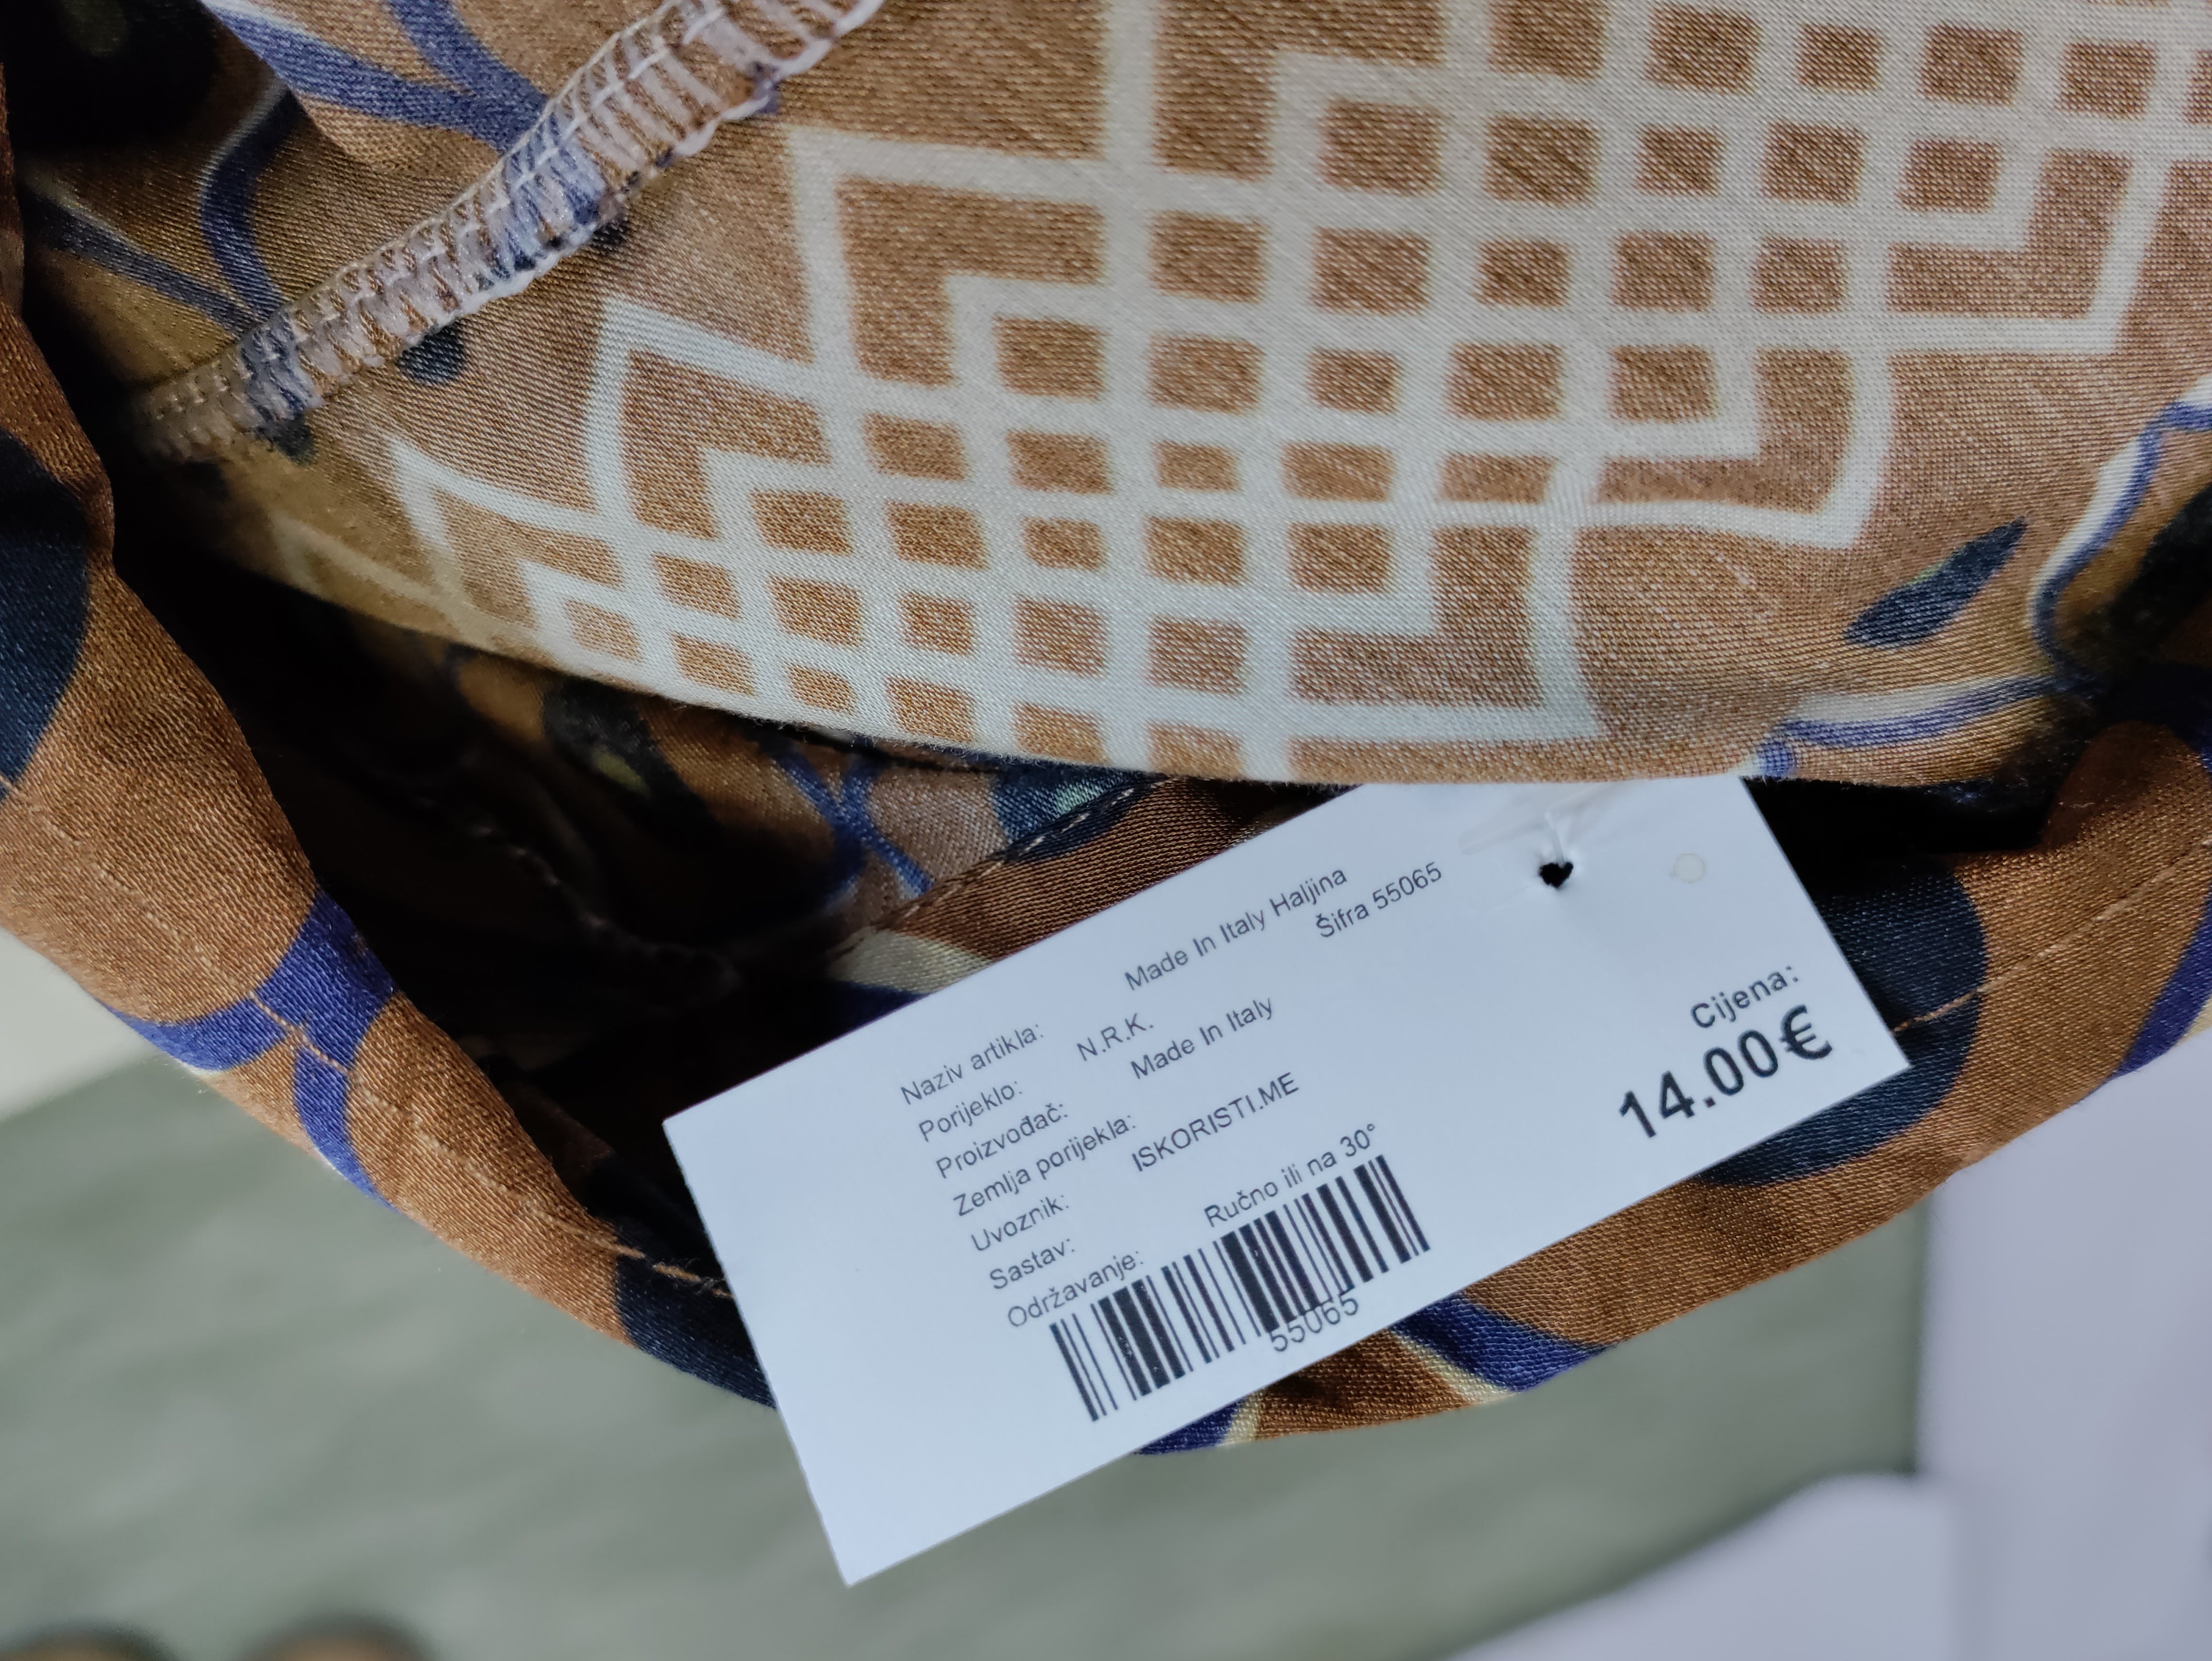 Made In Italy Haljina
Šifra 55065
Naziv artikla:
Porijeklo: N.R.K.
Proizvođač: Made In Italy
Zemlja porijekla:
Uvoznik: ISKORISTI.ME
Sastav:
Održavanje: Ručno ili na 30°
55065
Cijena:
14.00€